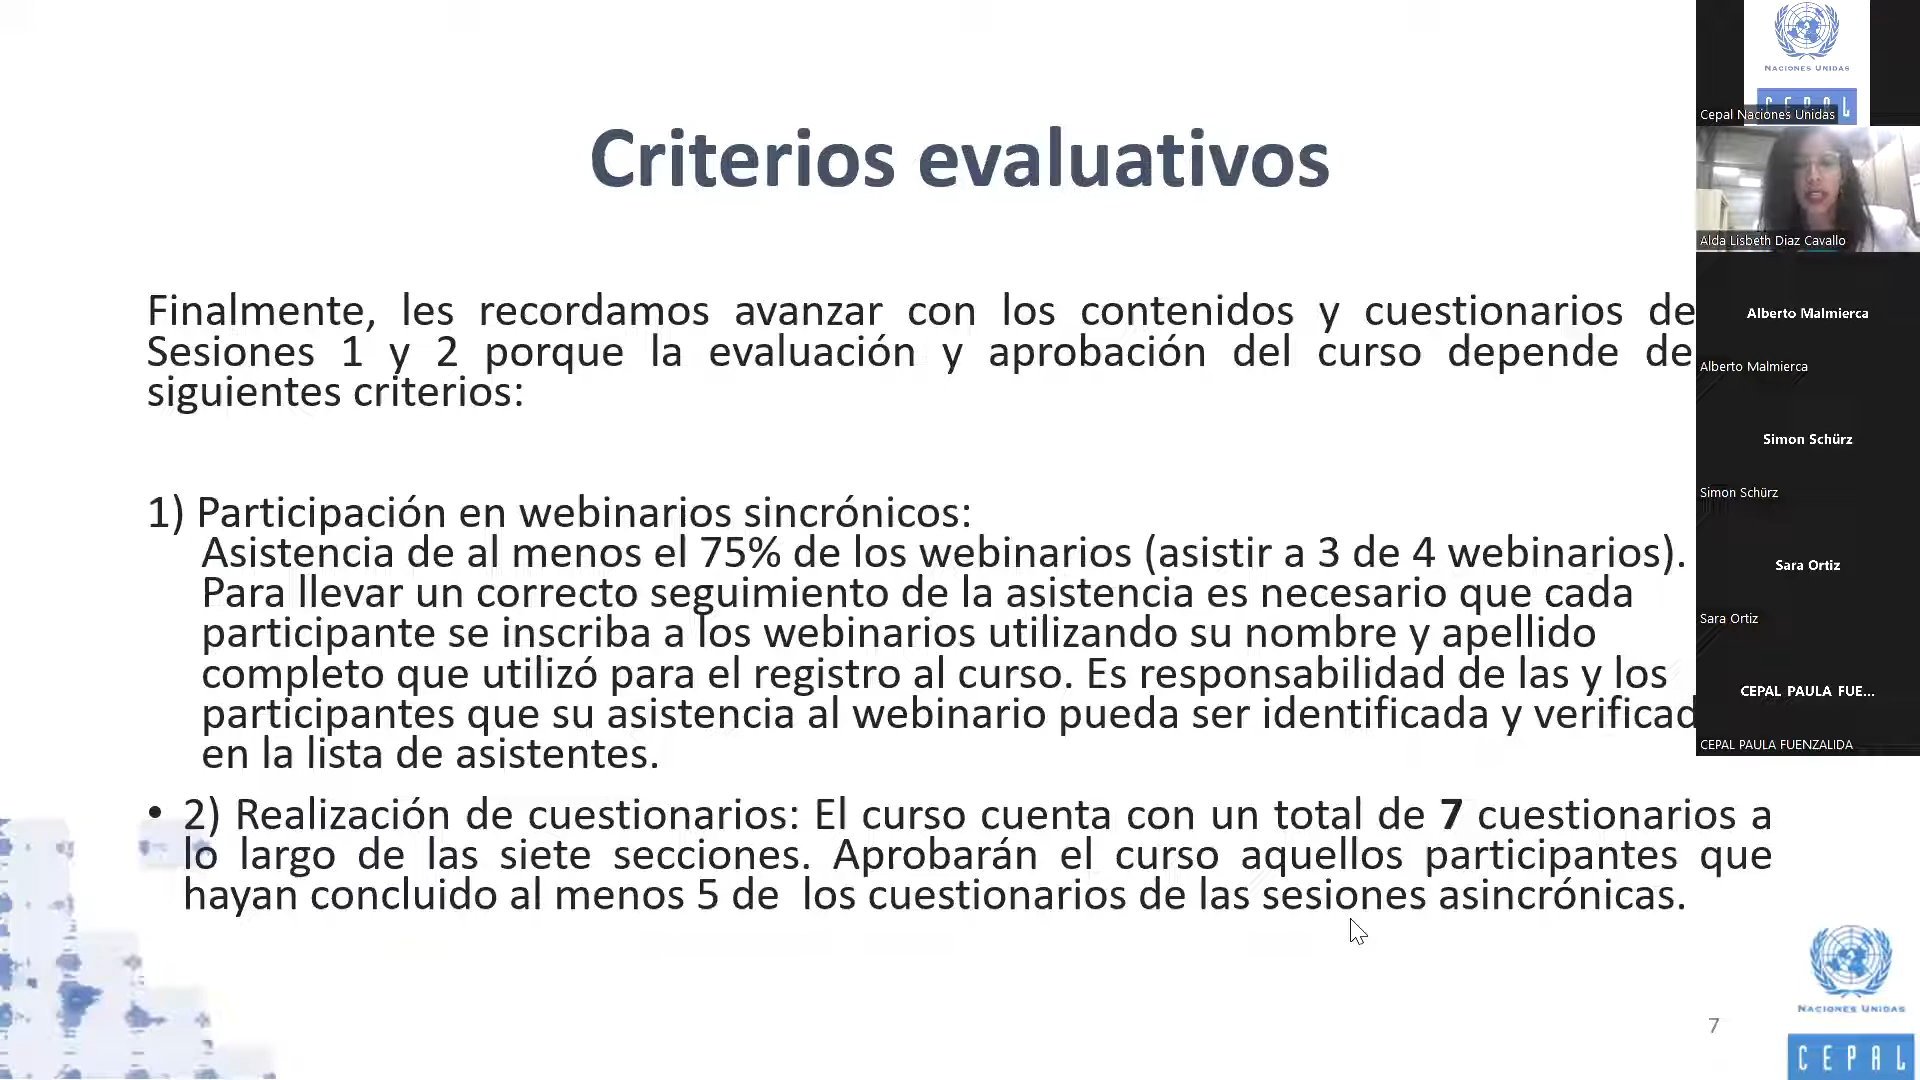 Criterios evaluativos
Finalmente, les recordamos avanzar con los contenidos y cuestionarios de
Sesiones 1 y 2 porque la evaluación y aprobación del curso depende de
siguientes criterios:
1) Participación en webinarios sincrónicos:
Asistencia de al menos el 75% de los webinarios (asistir a 3 de 4 webinarios).
Para llevar un correcto seguimiento de la asistencia es necesario que cada
participante se inscriba a los webinarios utilizando su nombre y apellido
completo que utilizó para el registro al curso. Es responsabilidad de las y los
participantes que su asistencia al webinario pueda ser identificada y verificad
en la lista de asistentes.
• 2) Realización de cuestionarios: El curso cuenta con un total de 7 cuestionarios a
lo largo de las siete secciones. Aprobarán el curso aquellos participantes que
hayan concluido al menos 5 de los cuestionarios de las sesiones asincrónicas.
7
NACIONES UNIDAS
CEPAL
NACIONES UNIDAS
CEPAL
Cepal Naciones Unidas
Alda Lisbeth Diaz Cavallo
Alberto Malmierca
Alberto Malmierca
Simon Schürz
Simon Schürz
Sara Ortiz
Sara Ortiz
CEPAL PAULA FUE...
CEPAL PAULA FUENZALIDA